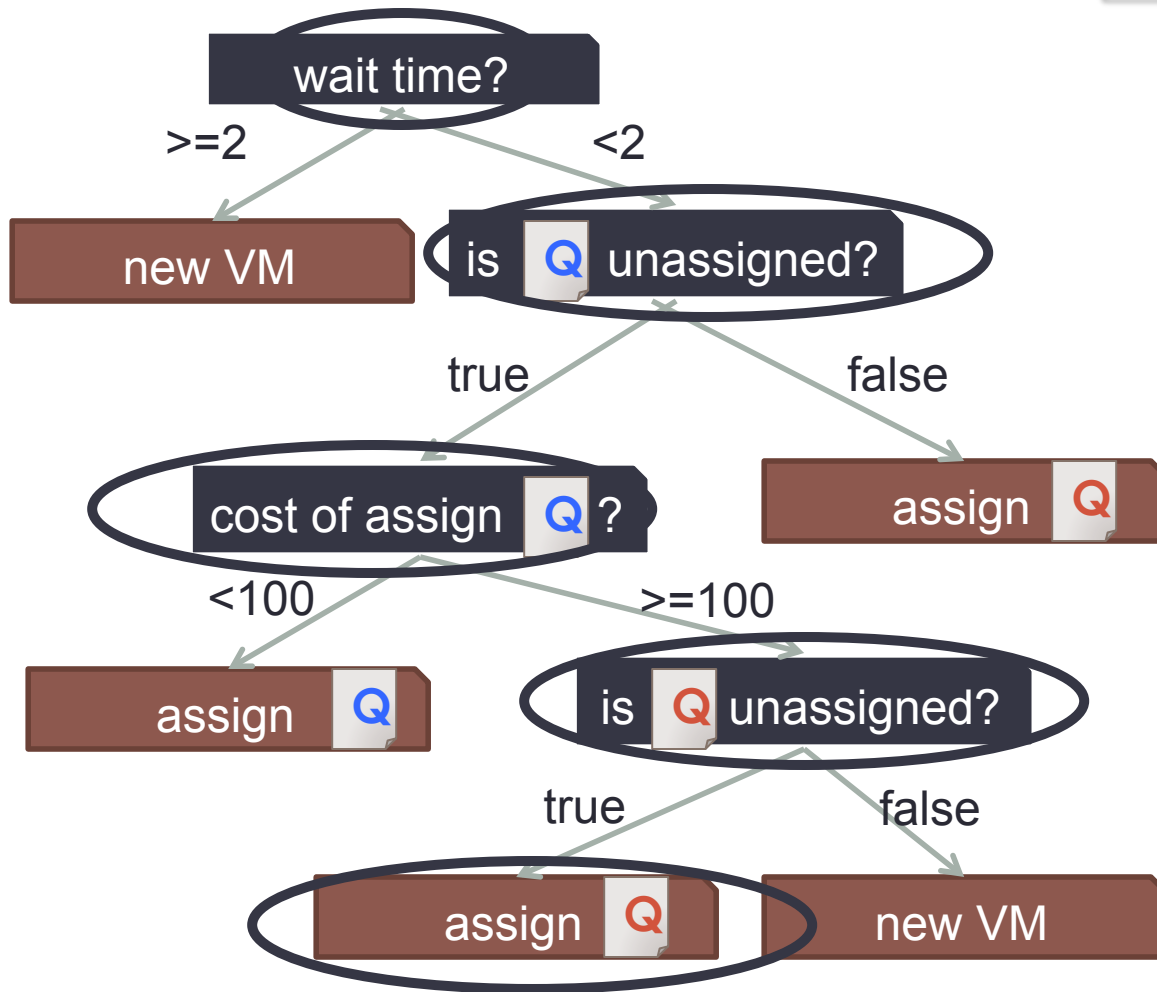 wait time?
>=2
<2
new VM
is Q unassigned?
true
false
cost of assign Q ?
assign Q
<100
>=100
assign Q
is Q unassigned?
true
false
assign Q
new VM